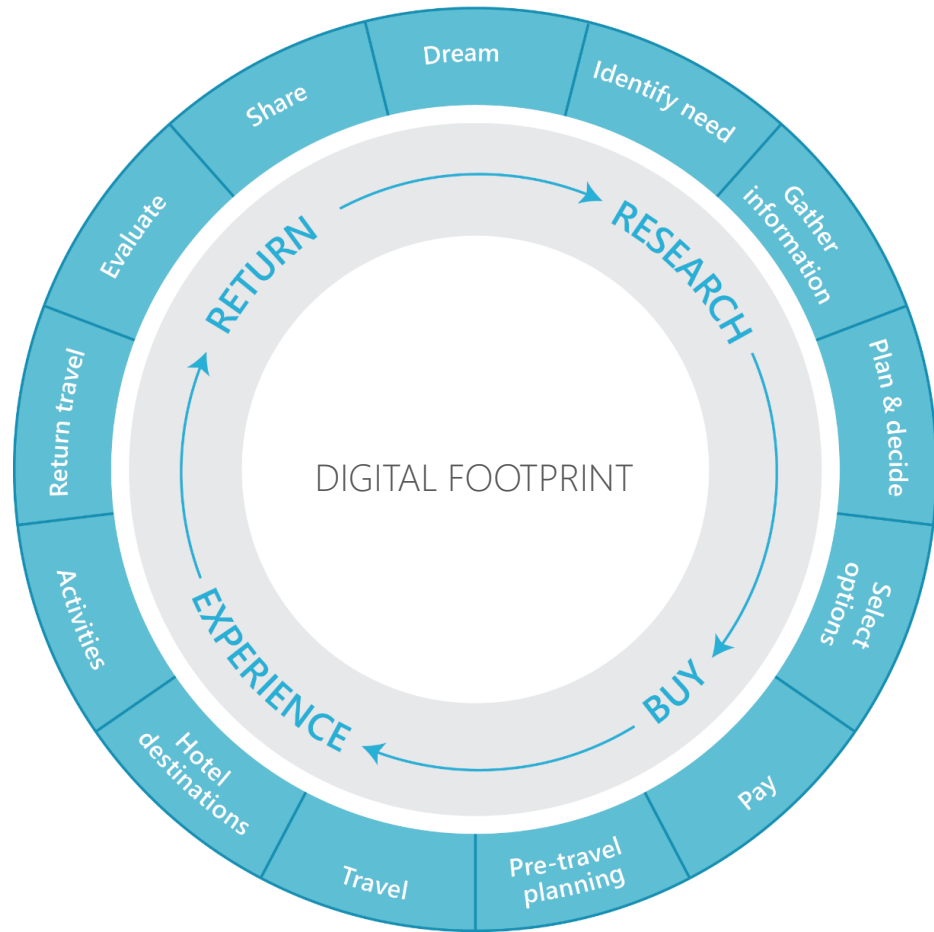 Dream
Identify need
Gather
information
Plan & decide
Select
options
Pay
Pre-travel
planning
Travel
Hotel
destinations
Activities
Return travel
Evaluate
Share
RESEARCH
BUY
EXPERIENCE
RETURN
DIGITAL FOOTPRINT